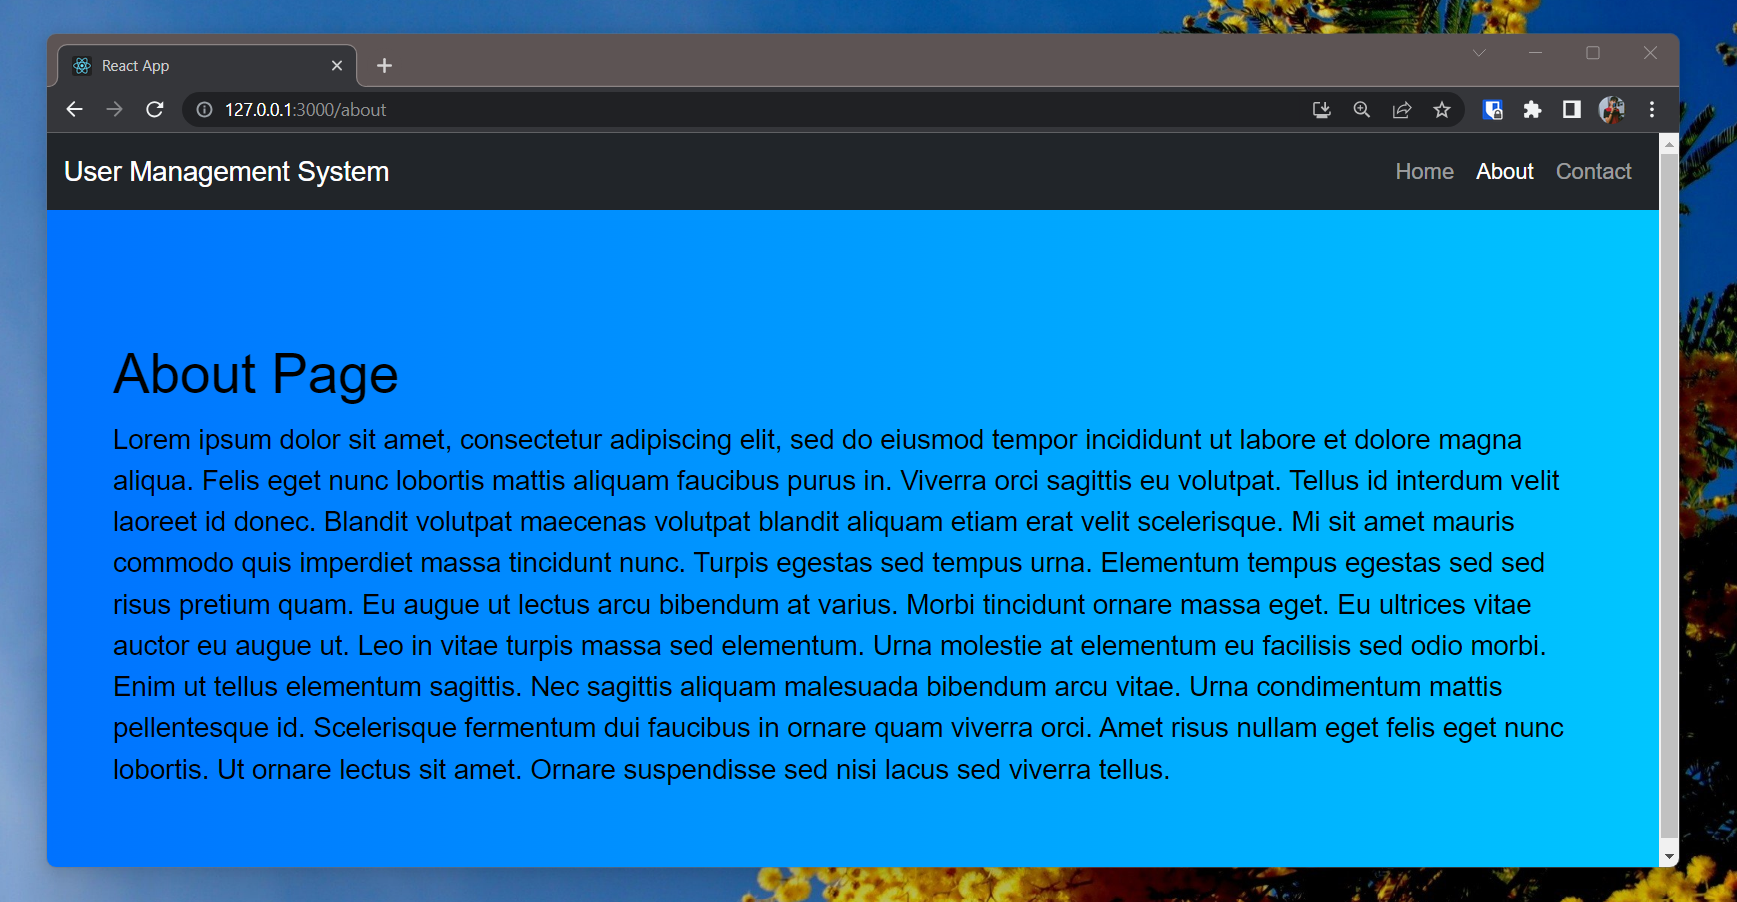 React App
127.0.0.1:3000/about
User Management System
Home About Contact
About Page
Lorem ipsum dolor sit amet, consectetur adipiscing elit, sed do eiusmod tempor incididunt ut labore et dolore magna
aliqua. Felis eget nunc lobortis mattis aliquam faucibus purus in. Viverra orci sagittis eu volutpat. Tellus id interdum velit
laoreet id donec. Blandit volutpat maecenas volutpat blandit aliquam etiam erat velit scelerisque. Mi sit amet mauris
commodo quis imperdiet massa tincidunt nunc. Turpis egestas sed tempus urna. Elementum tempus egestas sed sed
risus pretium quam. Eu augue ut lectus arcu bibendum at varius. Morbi tincidunt ornare massa eget. Eu ultrices vitae
auctor eu augue ut. Leo in vitae turpis massa sed elementum. Urna molestie at elementum eu facilisis sed odio morbi.
Enim ut tellus elementum sagittis. Nec sagittis aliquam malesuada bibendum arcu vitae. Urna condimentum mattis
pellentesque id. Scelerisque fermentum dui faucibus in ornare quam viverra orci. Amet risus nullam eget felis eget nunc
lobortis. Ut ornare lectus sit amet. Ornare suspendisse sed nisi lacus sed viverra tellus.